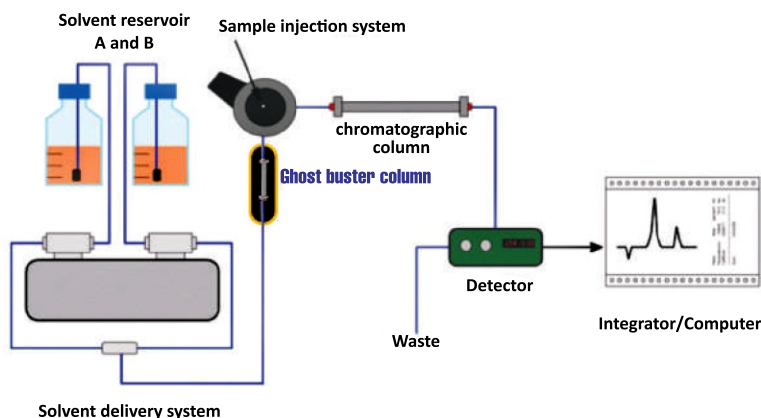 Solvent reservoir
A and B
Sample injection system
chromatographic
column
Ghost buster column
Detector
Waste
Integrator/Computer
Solvent delivery system